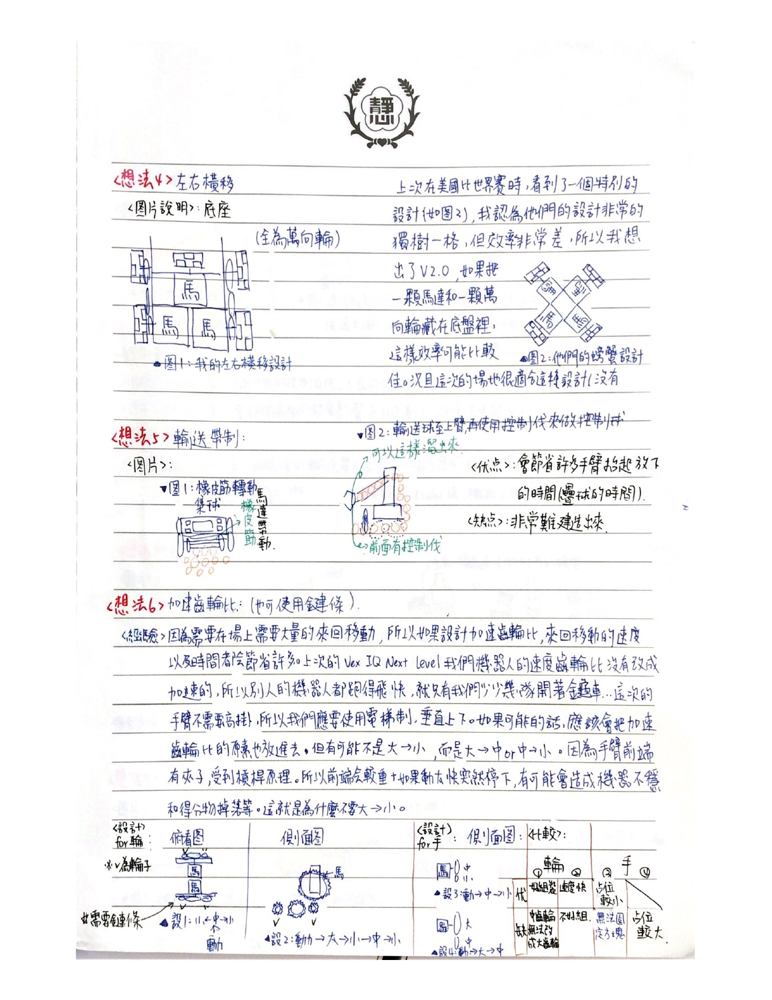 靜思
<想法4>左右橫移
<图片說明>:底座
(全為萬向輪)
馬
馬 馬
▲图1:我的左右橫移設計
上次在美國比世界賽時,看到了一個特別的
設計(如图2),我認為他們的設計非常的
獨樹一格,但效率非常差,所以我想
出了V2.0,如果把
一顆馬達和一顆萬
向輪藏在底盤裡,
這樣效率可能比較
佳。況且這次的場地很適合這種設計(沒有
馬 馬
馬 馬
▲图2:他們的螃蟹設計
<想法5>輸送帶制:
<图片>:
▼图1:橡皮筋轉動
集球
橡皮筋
馬達帶動.
▼图2:輸送球至上臂,再使用控制伐來做控制球
可以這樣溜出來.
前面有控制伐
<优点>:會節省許多手臂抬起放下
的時間(疊球的時間).
<缺点>:非常難建造出來.
<想法6>加速齒輪比:(也可使用鏈條).
<經驗>因為需要在場上需要大量的來回移動,所以如果設計加速齒輪比,來回移動的速度
以及時間都會節省許多。上次的Vex IQ Next Level我們機器人的速度齒輪比沒有改成
加速的,所以別人的機器人都跑得飛快,就只有我們少少幾隊開著金龜車...這次的
手臂不需要高掛,所以我們應要使用電梯制,垂直上下。如果可能的話,應該會把加速
齒輪比的原素也放進去。但有可能不是大→小,而是大→中or中→小。因為手臂前端
有夾子,受到槓桿原理。所以前端会較重+如果動太快突然停下,有可能會造成機器不穩
和得分物掉落等。這就是為什麼不要大→小。
<設計>
for輪:
※∨為輪子
俯看图
馬
馬
需要鏈條
▲設1:小←中→小
動力
側面图
馬
▲設2:動力→大→小→中→小
<設計>
for手:
側面图:
馬 中
小
▲設3:動→中→小
馬 大
中
▲設4:動→大→中
<比較>:
輪 手
① ② ③ ④
优 好組裝 速度快 占位較小
缺 中齒輪無法改成大齒輪 不好組. 無法固定方塊 占位較大.